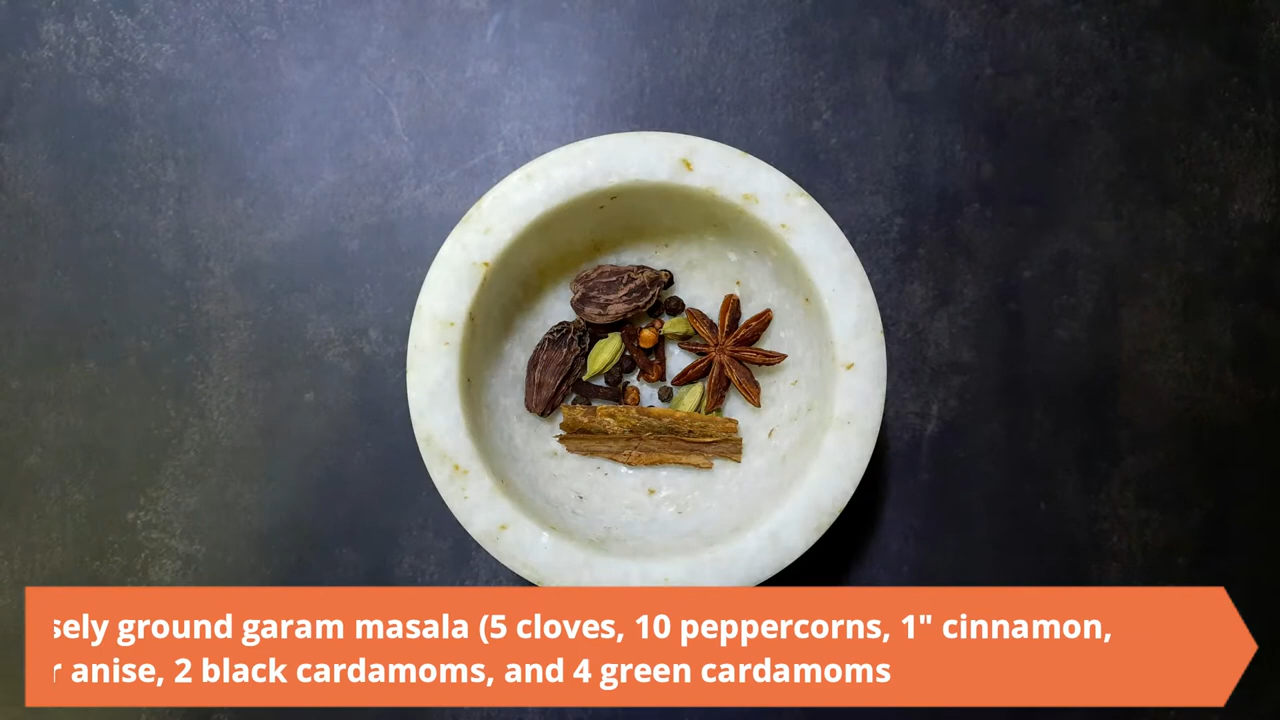 sely ground garam masala (5 cloves, 10 peppercorns, 1" cinnamon,
r anise, 2 black cardamoms, and 4 green cardamoms